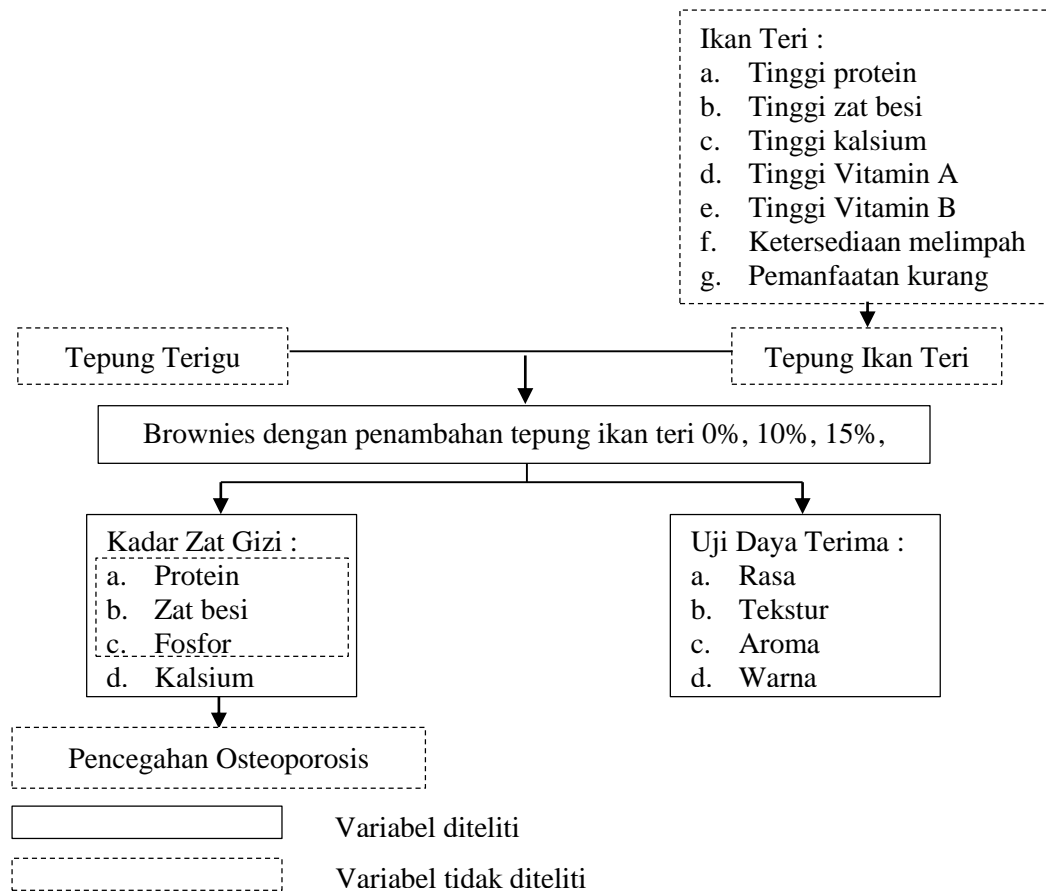 Ikan Teri :
a. Tinggi protein
b. Tinggi zat besi
c. Tinggi kalsium
d. Tinggi Vitamin A
e. Tinggi Vitamin B
f. Ketersediaan melimpah
g. Pemanfaatan kurang
Tepung Terigu
Tepung Ikan Teri
Brownies dengan penambahan tepung ikan teri 0%, 10%, 15%,
Kadar Zat Gizi :
a. Protein
b. Zat besi
c. Fosfor
d. Kalsium
Uji Daya Terima :
a. Rasa
b. Tekstur
c. Aroma
d. Warna
Pencegahan Osteoporosis
Variabel diteliti
Variabel tidak diteliti